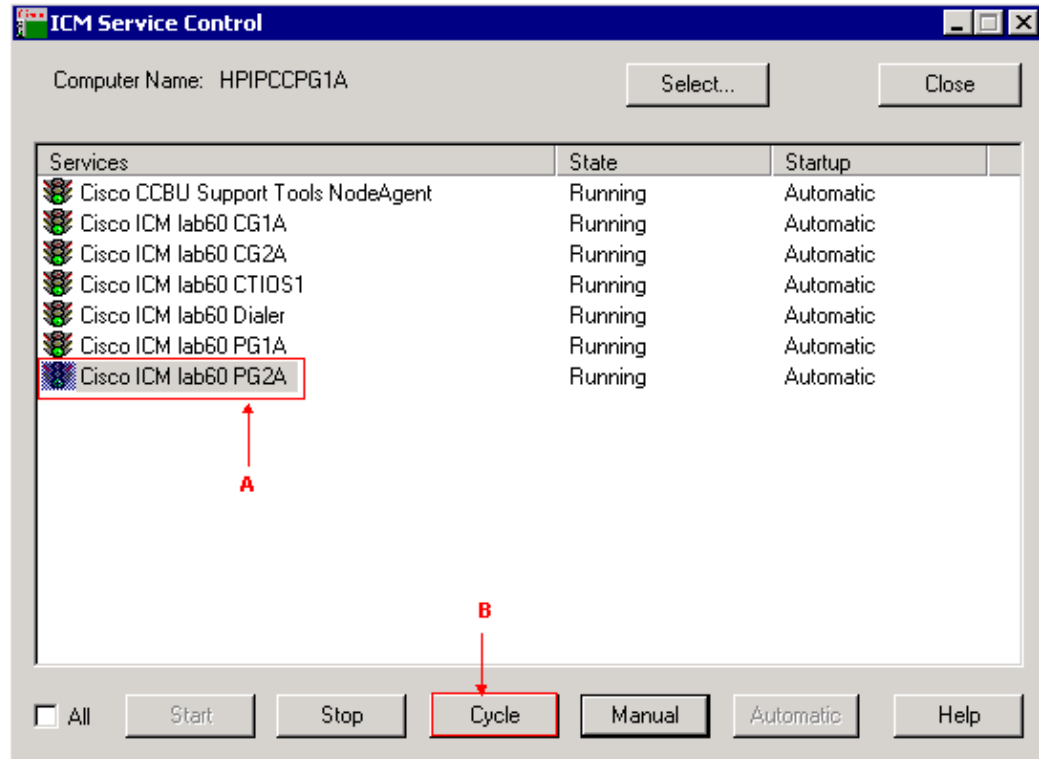 ICM Service Control
Computer Name: HPIPCCPG1A
Select...
Close
Services State Startup
Cisco CCBU Support Tools NodeAgent Running Automatic
Cisco ICM lab60 CG1A Running Automatic
Cisco ICM lab60 CG2A Running Automatic
Cisco ICM lab60 CTIOS1 Running Automatic
Cisco ICM lab60 Dialer Running Automatic
Cisco ICM lab60 PG1A Running Automatic
Cisco ICM lab60 PG2A Running Automatic
A
B
All Start Stop Cycle Manual Automatic Help